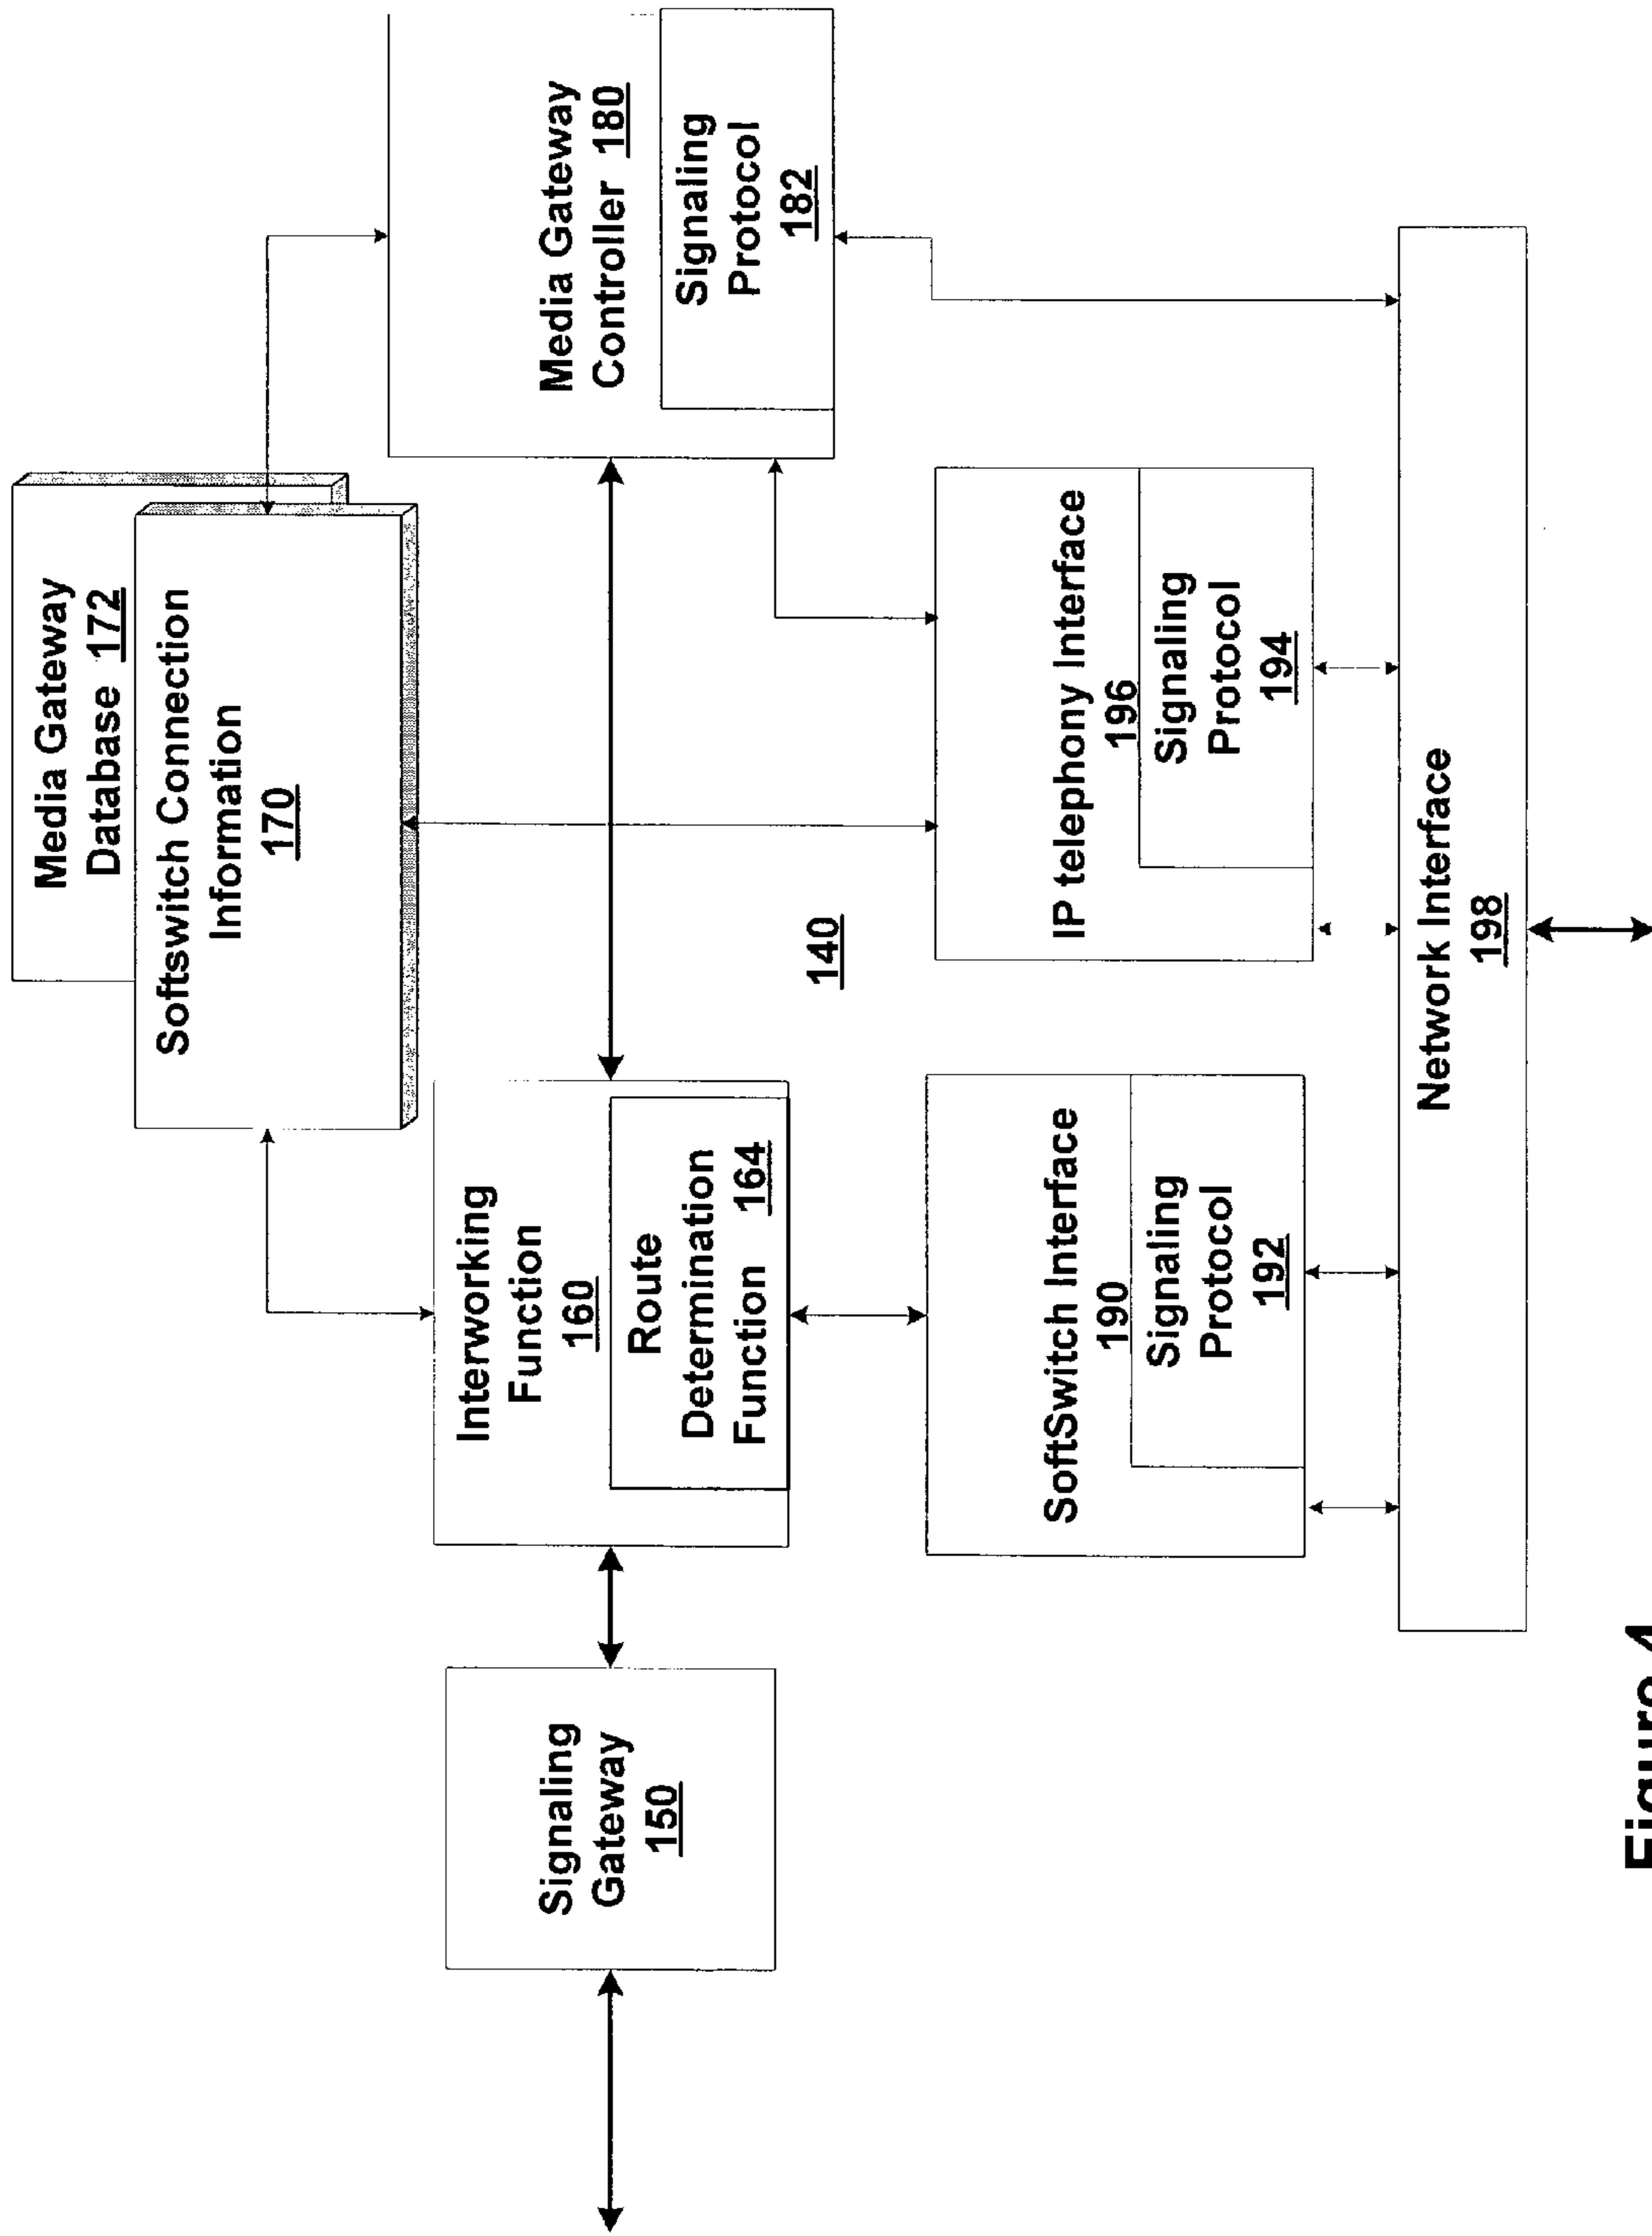 Media Gateway
Database 172
Softswitch Connection
Information
170
Media Gateway
Controller 180
Signaling
Protocol
182
Interworking
Function
160
Route
Determination
Function 164
Signaling
Gateway
150
140
SoftSwitch Interface
190
Signaling
Protocol
192
IP telephony Interface
196
Signaling
Protocol
194
Network Interface
198
Figure 4